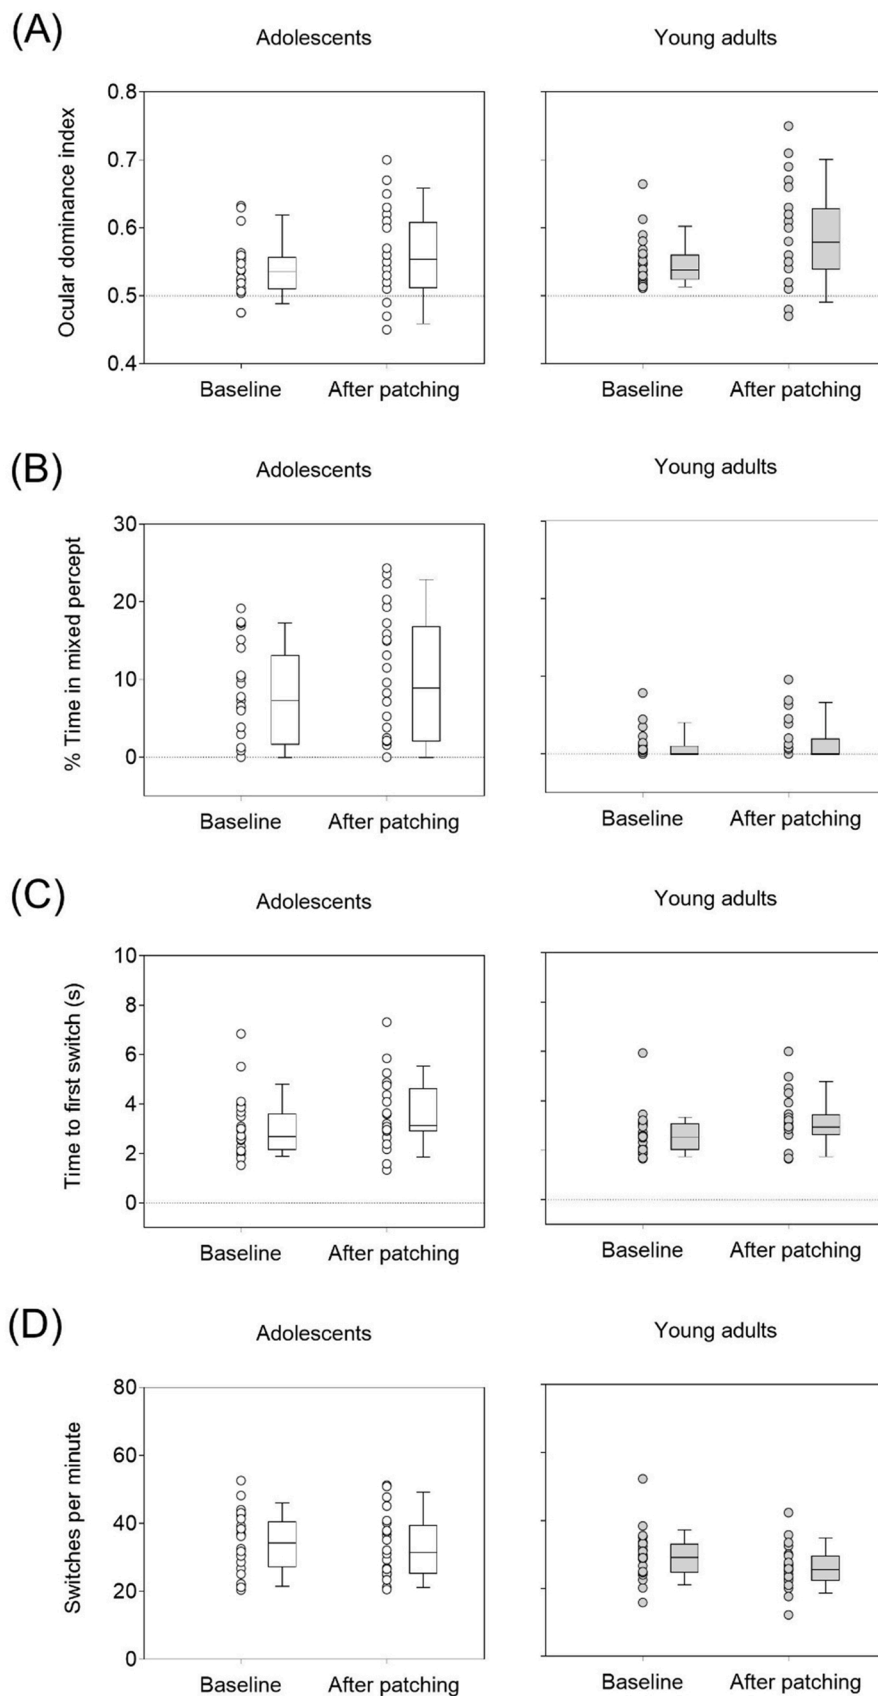 (A)
Adolescents
Young adults
Ocular dominance index
0.8
0.7
0.6
0.5
0.4
Baseline
After patching
Baseline
After patching
(B)
Adolescents
Young adults
% Time in mixed percept
30
20
10
0
Baseline
After patching
Baseline
After patching
(C)
Adolescents
Young adults
Time to first switch (s)
10
8
6
4
2
0
Baseline
After patching
Baseline
After patching
(D)
Adolescents
Young adults
Switches per minute
80
60
40
20
0
Baseline
After patching
Baseline
After patching